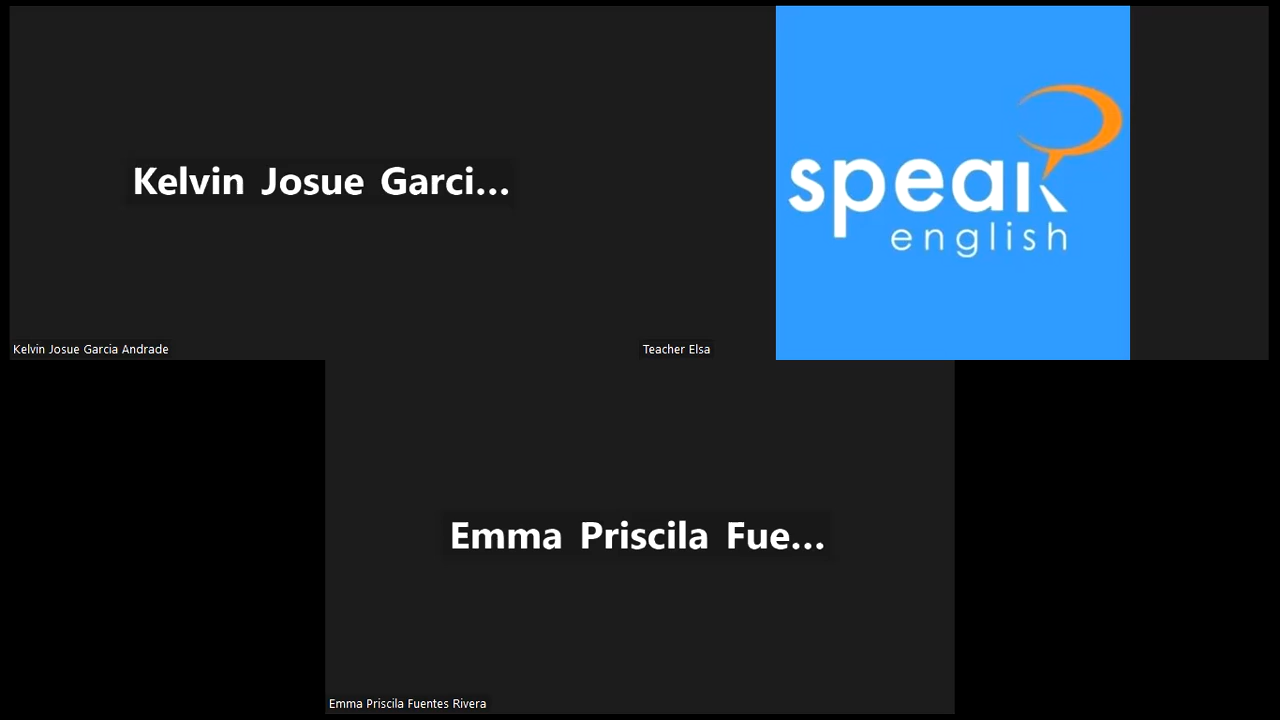 Kelvin Josue Garci...
speak
english
Kelvin Josue Garcia Andrade
Teacher Elsa
Emma Priscila Fue...
Emma Priscila Fuentes Rivera